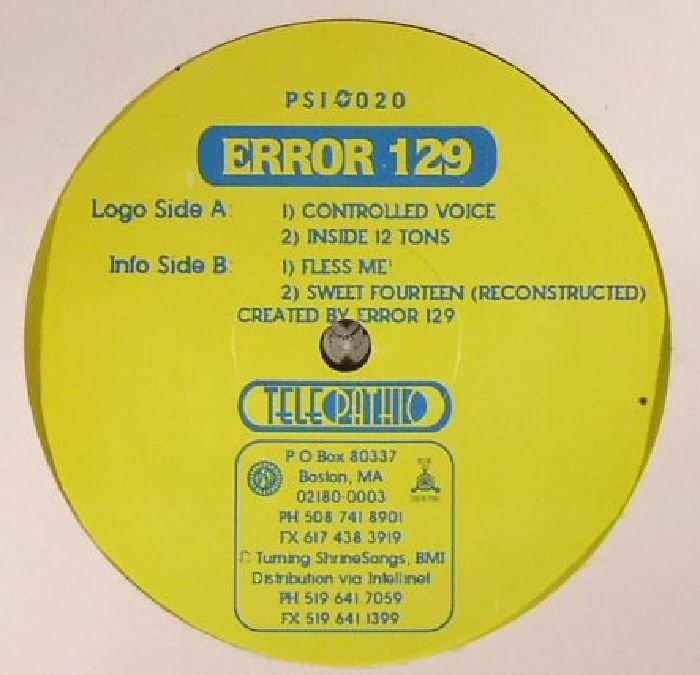 PSI 020
ERROR 129
Logo Side A: 1) CONTROLLED VOICE
2) INSIDE 12 TONS
Info Side B: 1) FLESS ME'
2) SWEET FOURTEEN (RECONSTRUCTED)
CREATED BY ERROR 129
TELEPATHIC
P O Box 80337
Boston, MA
02180-0003
PH 508 741 8901
FX 617 438 3919
© Turning ShrineSongs, BMI
Distribution via Intellinet
PH 519 641 7059
FX 519 641 1399